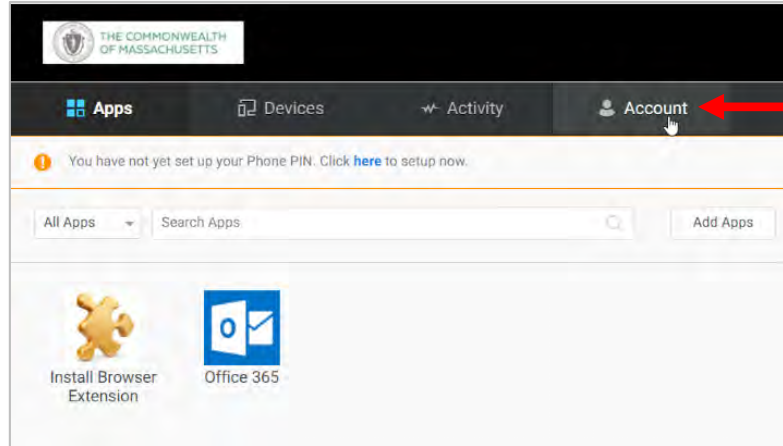 THE COMMONWEALTH
OF MASSACHUSETTS
Apps Devices Activity Account
You have not yet set up your Phone PIN. Click here to setup now.
All Apps Search Apps Add Apps
Install Browser
Extension
Office 365